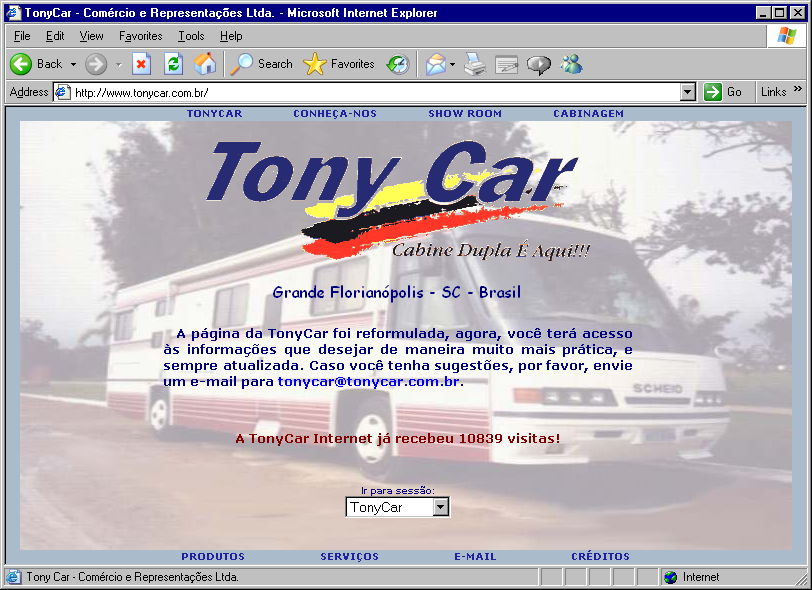 TonyCar - Comércio e Representações Ltda. - Microsoft Internet Explorer
File Edit View Favorites Tools Help
Back Search Favorites
Address http://www.tonycar.com.br/ Go Links »
TONYCAR CONHEÇA-NOS SHOW ROOM CABINAGEM
Tony Car
Cabine Dupla É Aqui!!!
Grande Florianópolis - SC - Brasil
A página da TonyCar foi reformulada, agora, você terá acesso
às informações que desejar de maneira muito mais prática, e
sempre atualizada. Caso você tenha sugestões, por favor, envie
um e-mail para tonycar@tonycar.com.br.
SCHEID
A TonyCar Internet já recebeu 10839 visitas!
Ir para sessão:
TonyCar
PRODUTOS SERVIÇOS E-MAIL CRÉDITOS
Tony Car - Comércio e Representações Ltda. Internet